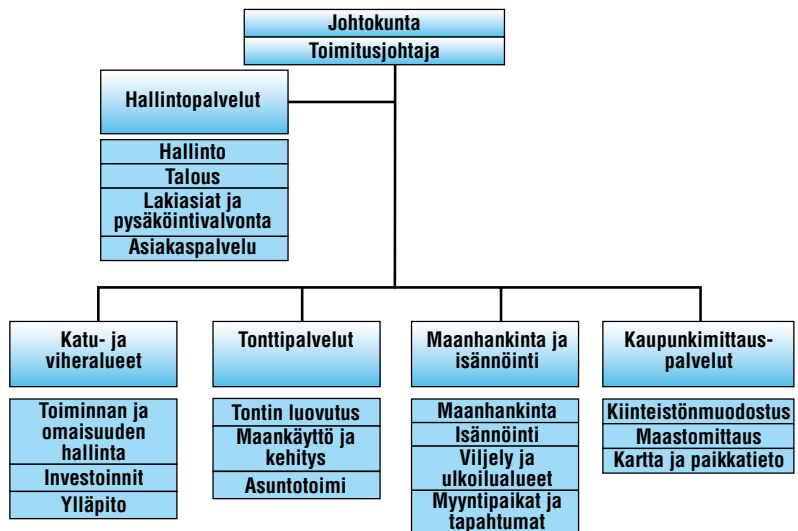 Johtokunta
Toimitusjohtaja
Hallintopalvelut
Hallinto
Talous
Lakiasiat ja
pysäköintivalvonta
Asiakaspalvelu
Katu- ja
viheralueet
Toiminnan ja
omaisuuden
hallinta
Investoinnit
Ylläpito
Tonttipalvelut
Tontin luovutus
Maankäyttö ja
kehitys
Asuntotoimi
Maanhankinta ja
isännöinti
Maanhankinta
Isännöinti
Viljely ja
ulkoilualueet
Myyntipaikat ja
tapahtumat
Kaupunkimittaus-
palvelut
Kiinteistönmuodostus
Maastomittaus
Kartta ja paikkatieto